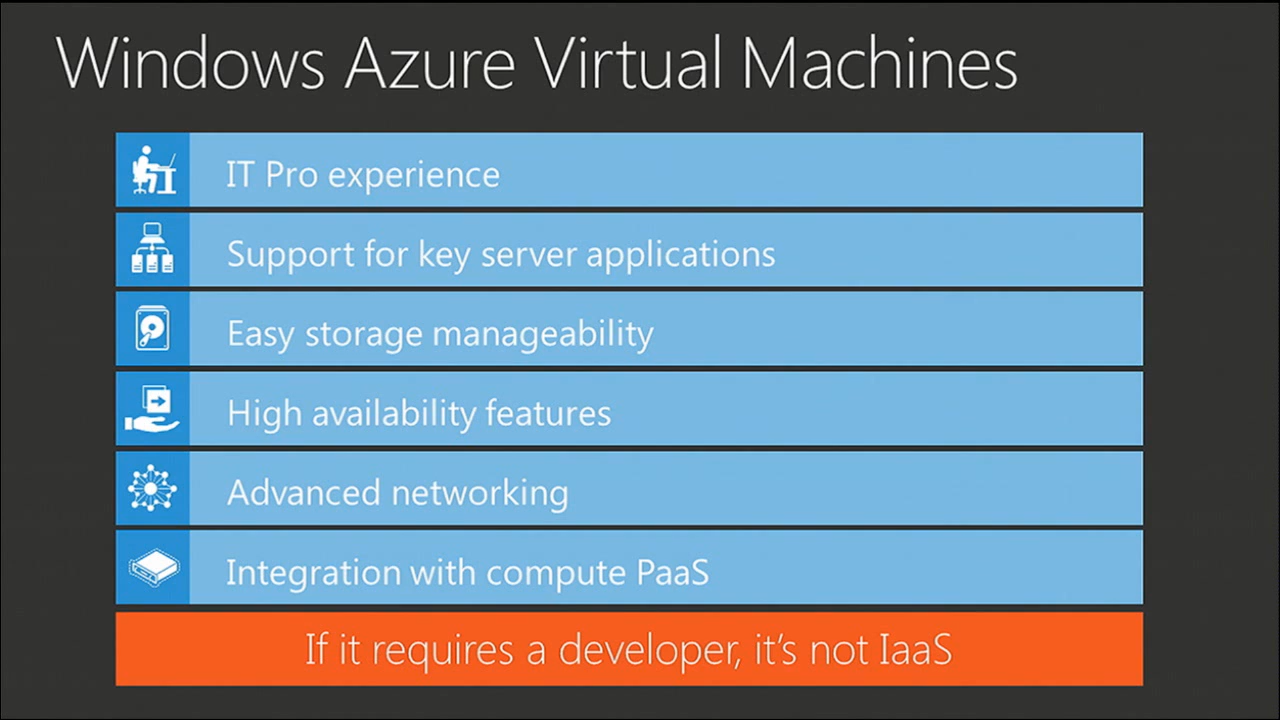 Windows Azure Virtual Machines
IT Pro experience
Support for key server applications
Easy storage manageability
High availability features
Advanced networking
Integration with compute PaaS
If it requires a developer, it's not IaaS